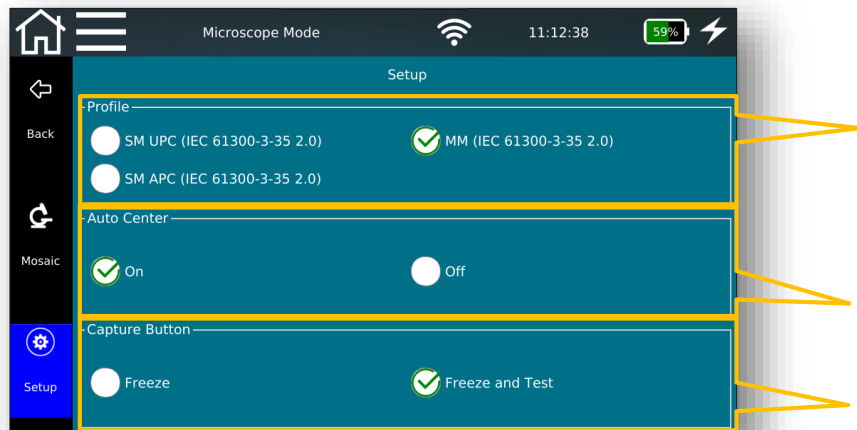 Microscope Mode 11:12:38 59%
Setup
Back
Profile
SM UPC (IEC 61300-3-35 2.0) MM (IEC 61300-3-35 2.0)
SM APC (IEC 61300-3-35 2.0)
Mosaic
Auto Center
On Off
Setup
Capture Button
Freeze Freeze and Test